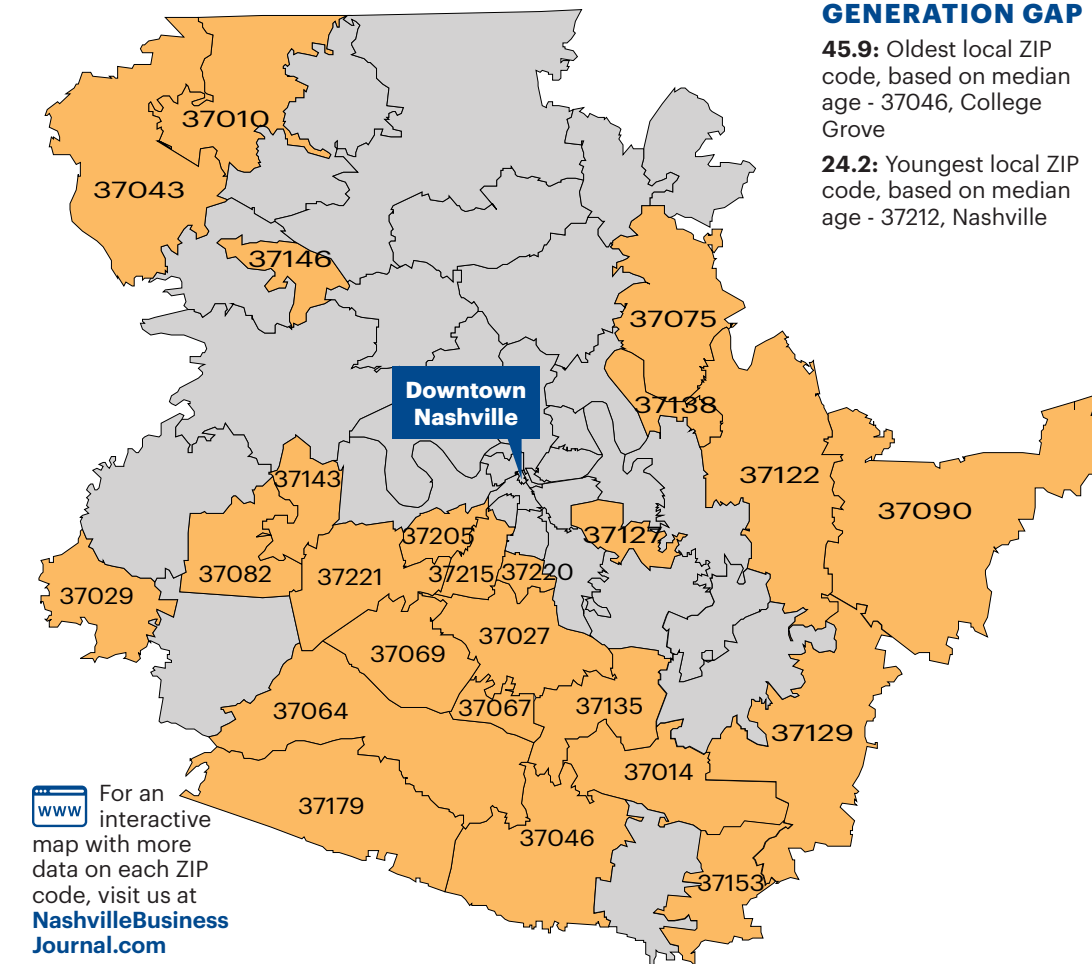 GENERATION GAP
45.9: Oldest local ZIP
code, based on median
age - 37046, College
Grove
24.2: Youngest local ZIP
code, based on median
age - 37212, Nashville
37010
37043
37146
37075
37138
Downtown
Nashville
37122
37143
37090
37205
37127
37082
37221
37215
37220
37029
37027
37069
37064
37067
37135
37129
37014
37179
37046
37153
www
For an
interactive
map with more
data on each ZIP
code, visit us at
NashvilleBusiness
Journal.com